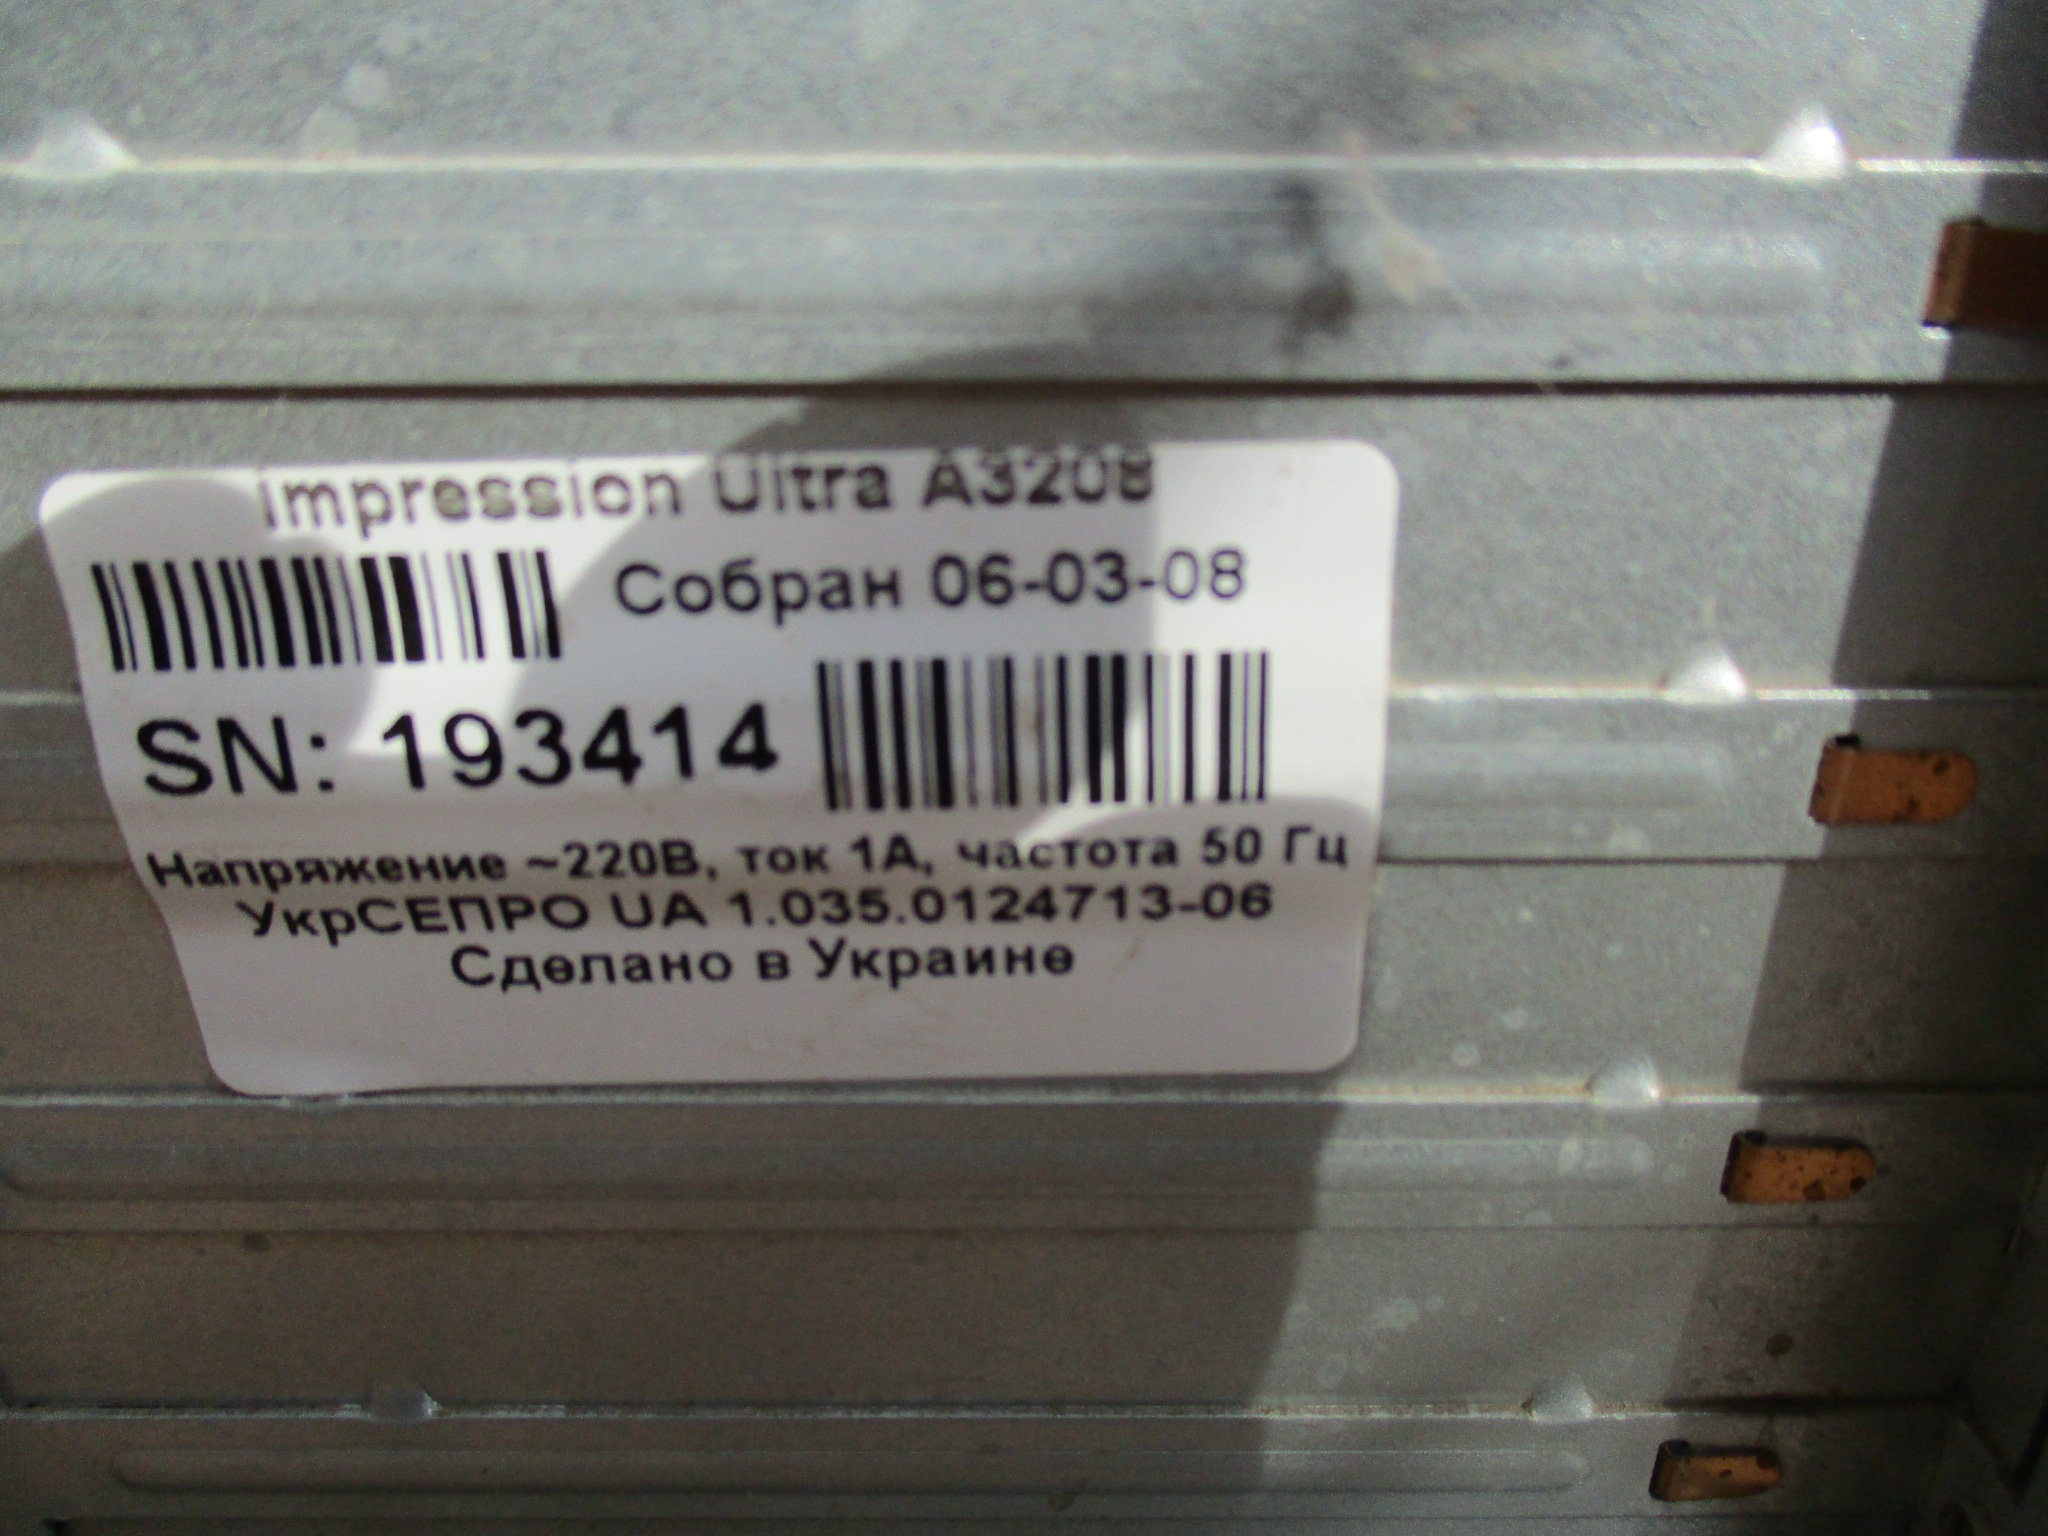 impression Ultra A3208
Собран 06-03-08
SN: 193414
Напряжение ~220В, ток 1А, частота 50 Гц
УкрСЕПРО UA 1.035.0124713-06
Сделано в Украине